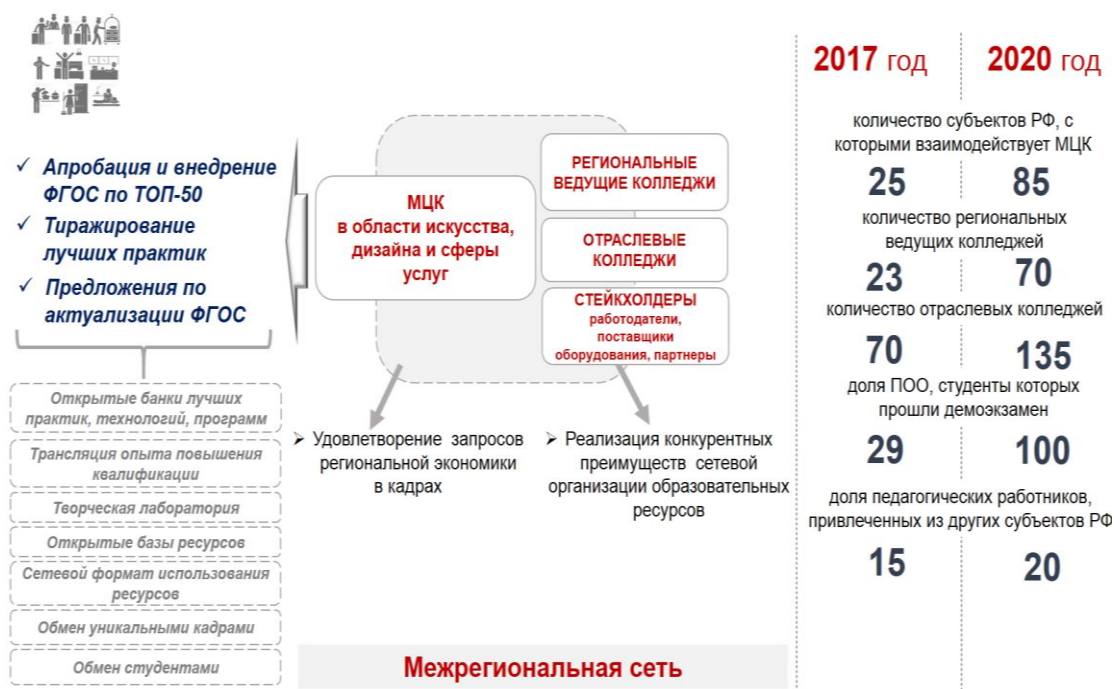 ✓ Апробация и внедрение
ФГОС по ТОП-50
✓ Тиражирование
лучших практик
✓ Предложения по
актуализации ФГОС
Открытые банки лучших
практик, технологий, программ
Трансляция опыта повышения
квалификации
Творческая лаборатория
Открытые базы ресурсов
Сетевой формат использования
ресурсов
Обмен уникальными кадрами
Обмен студентами
МЦК
в области искусства,
дизайна и сферы
услуг
РЕГИОНАЛЬНЫЕ
ВЕДУЩИЕ КОЛЛЕДЖИ
ОТРАСЛЕВЫЕ
КОЛЛЕДЖИ
СТЕЙКХОЛДЕРЫ
работодатели,
поставщики
оборудования, партнеры
➢ Удовлетворение запросов
региональной экономики
в кадрах
➢ Реализация конкурентных
преимуществ сетевой
организации образовательных
ресурсов
Межрегиональная сеть
2017 год 2020 год
количество субъектов РФ, с
которыми взаимодействует МЦК
25 85
количество региональных
ведущих колледжей
23 70
количество отраслевых колледжей
70 135
доля ПОО, студенты которых
прошли демоэкзамен
29 100
доля педагогических работников,
привлеченных из других субъектов РФ
15 20